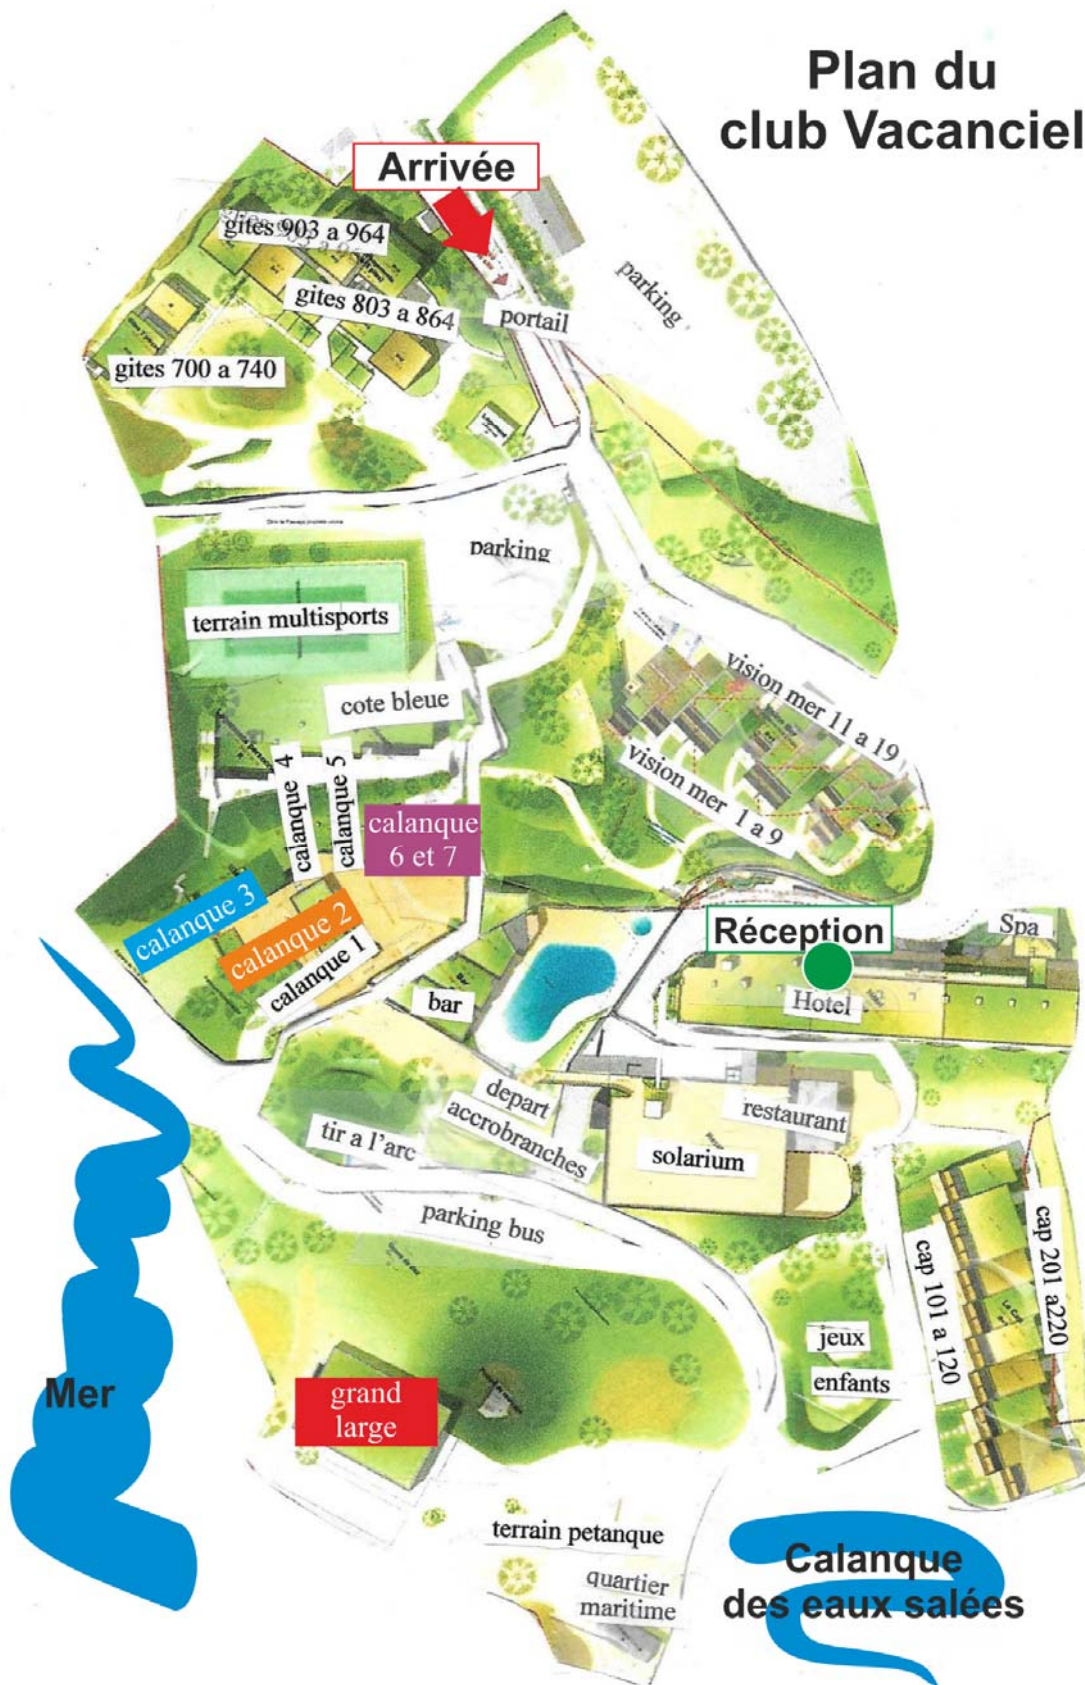 Plan du
club Vacanciel
Arrivée
gites 903 a 964
gites 803 a 864
gites 700 a 740
portail
parking
parking
terrain multisports
cote bleue
vision mer 11 a 19
vision mer 1 a 9
calanque 4
calanque 5
calanque
6 et 7
calanque 3
calanque 2
calanque 1
bar
Réception
Spa
Hotel
depart
accrobranches
tir a l'arc
restaurant
solarium
parking bus
cap 101 a 120
cap 201 a220
jeux
enfants
Mer
grand
large
terrain petanque
quartier
maritime
Calanque
des eaux salées